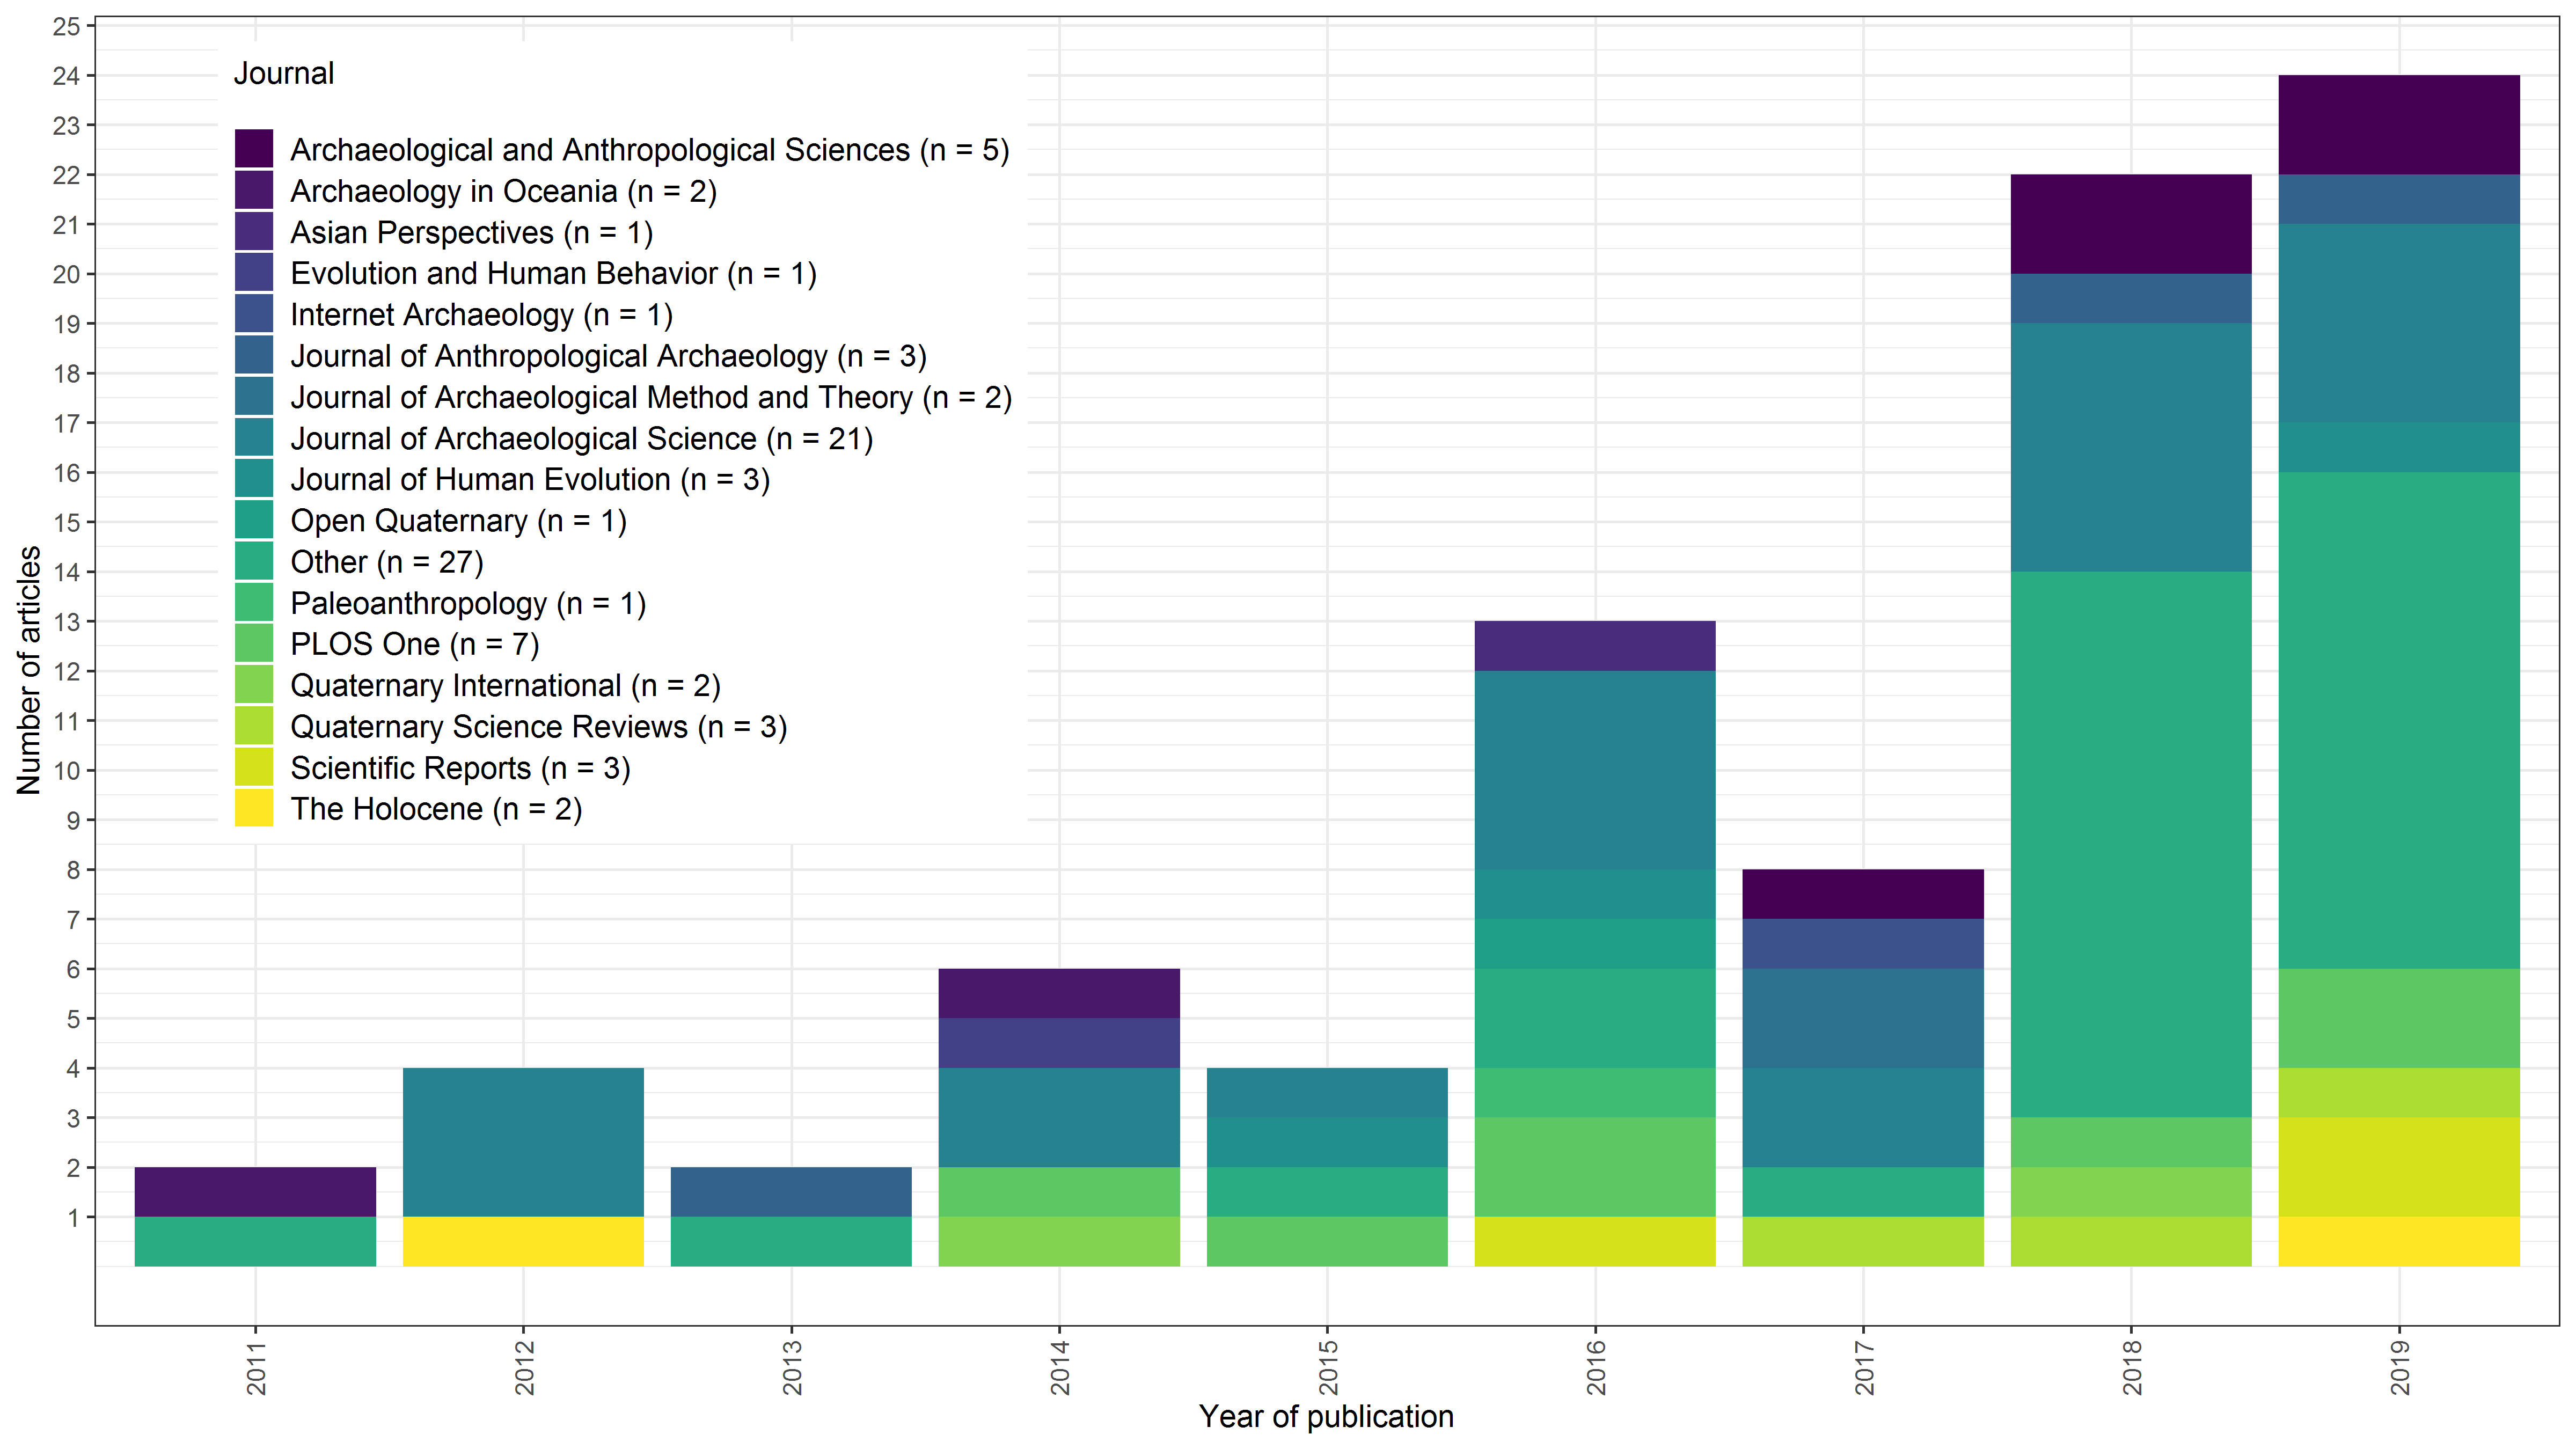 Journal
Archaeological and Anthropological Sciences (n = 5)
Archaeology in Oceania (n = 2)
Asian Perspectives (n = 1)
Evolution and Human Behavior (n = 1)
Internet Archaeology (n = 1)
Journal of Anthropological Archaeology (n = 3)
Journal of Archaeological Method and Theory (n = 2)
Journal of Archaeological Science (n = 21)
Journal of Human Evolution (n = 3)
Open Quaternary (n = 1)
Other (n = 27)
Paleoanthropology (n = 1)
PLOS One (n = 7)
Quaternary International (n = 2)
Quaternary Science Reviews (n = 3)
Scientific Reports (n = 3)
The Holocene (n = 2)
Number of articles
25
24
23
22
21
20
19
18
17
16
15
14
13
12
11
10
9
8
7
6
5
4
3
2
1
2011
2012
2013
2014
2015
2016
2017
2018
2019
Year of publication